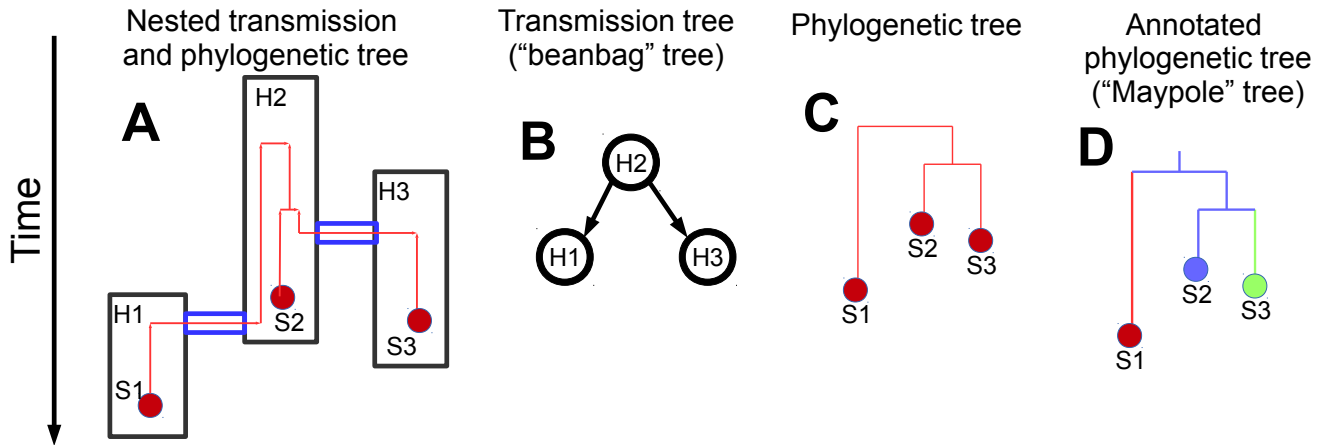 Nested transmission
and phylogenetic tree
Transmission tree
(“beanbag” tree)
Phylogenetic tree
Annotated
phylogenetic tree
(“Maypole” tree)
Time
A
H2
H3
S2
H1
S3
S1
B
H2
H1
H3
C
S2
S3
S1
D
S2
S3
S1